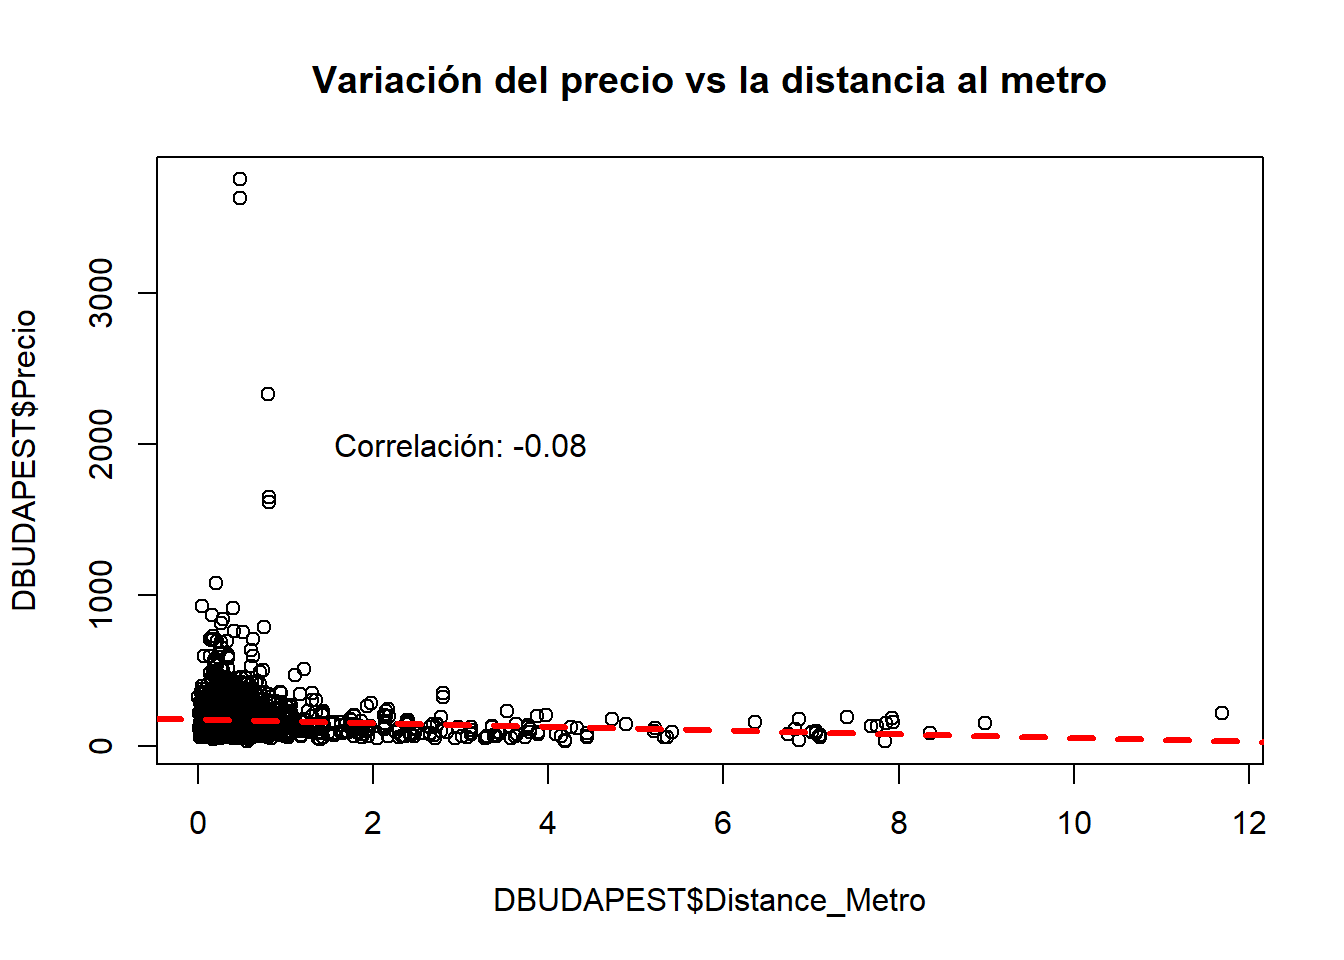 Variación del precio vs la distancia al metro
DBUDAPEST$Precio
3000
2000
1000
0
Correlación: -0.08
0 2 4 6 8 10 12
DBUDAPEST$Distance_Metro